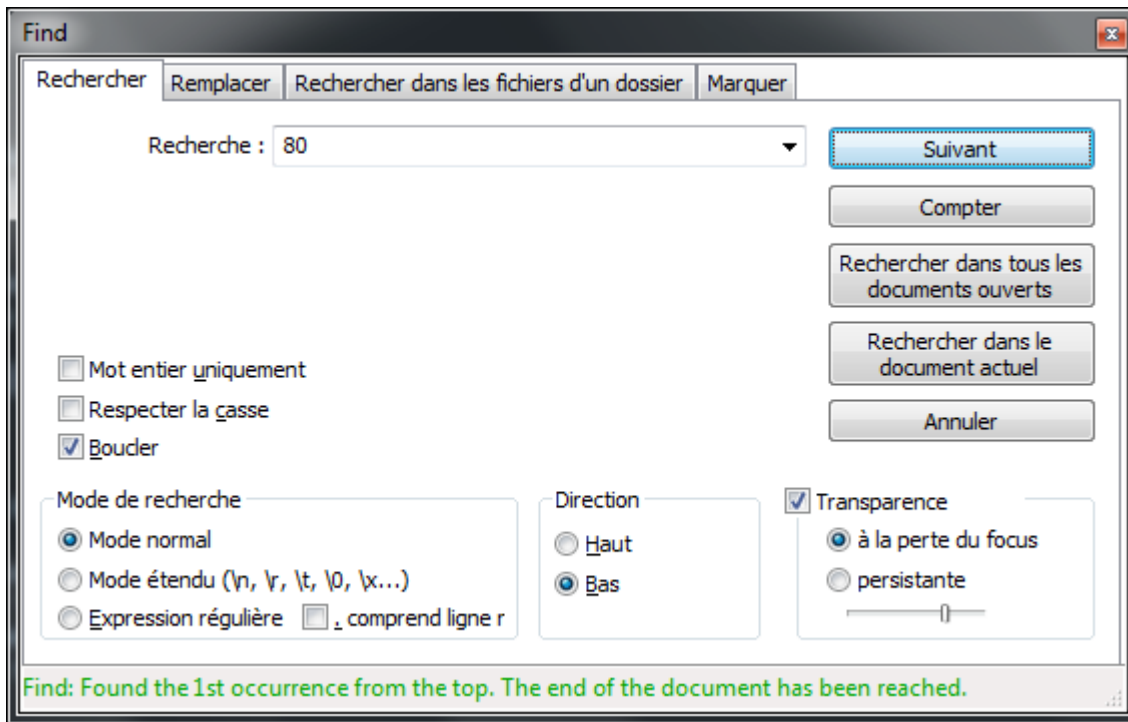 Find
Rechercher Remplacer Rechercher dans les fichiers d'un dossier Marquer
Recherche : 80
Suivant
Compter
Rechercher dans tous les
documents ouverts
Rechercher dans le
document actuel
Annuler
Mot entier uniquement
Respecter la casse
Boucler
Mode de recherche
Mode normal
Mode étendu (\n, \r, \t, \0, \x...)
Expression régulière . comprend ligne r
Direction
Haut
Bas
Transparence
à la perte du focus
persistante
Find: Found the 1st occurrence from the top. The end of the document has been reached.